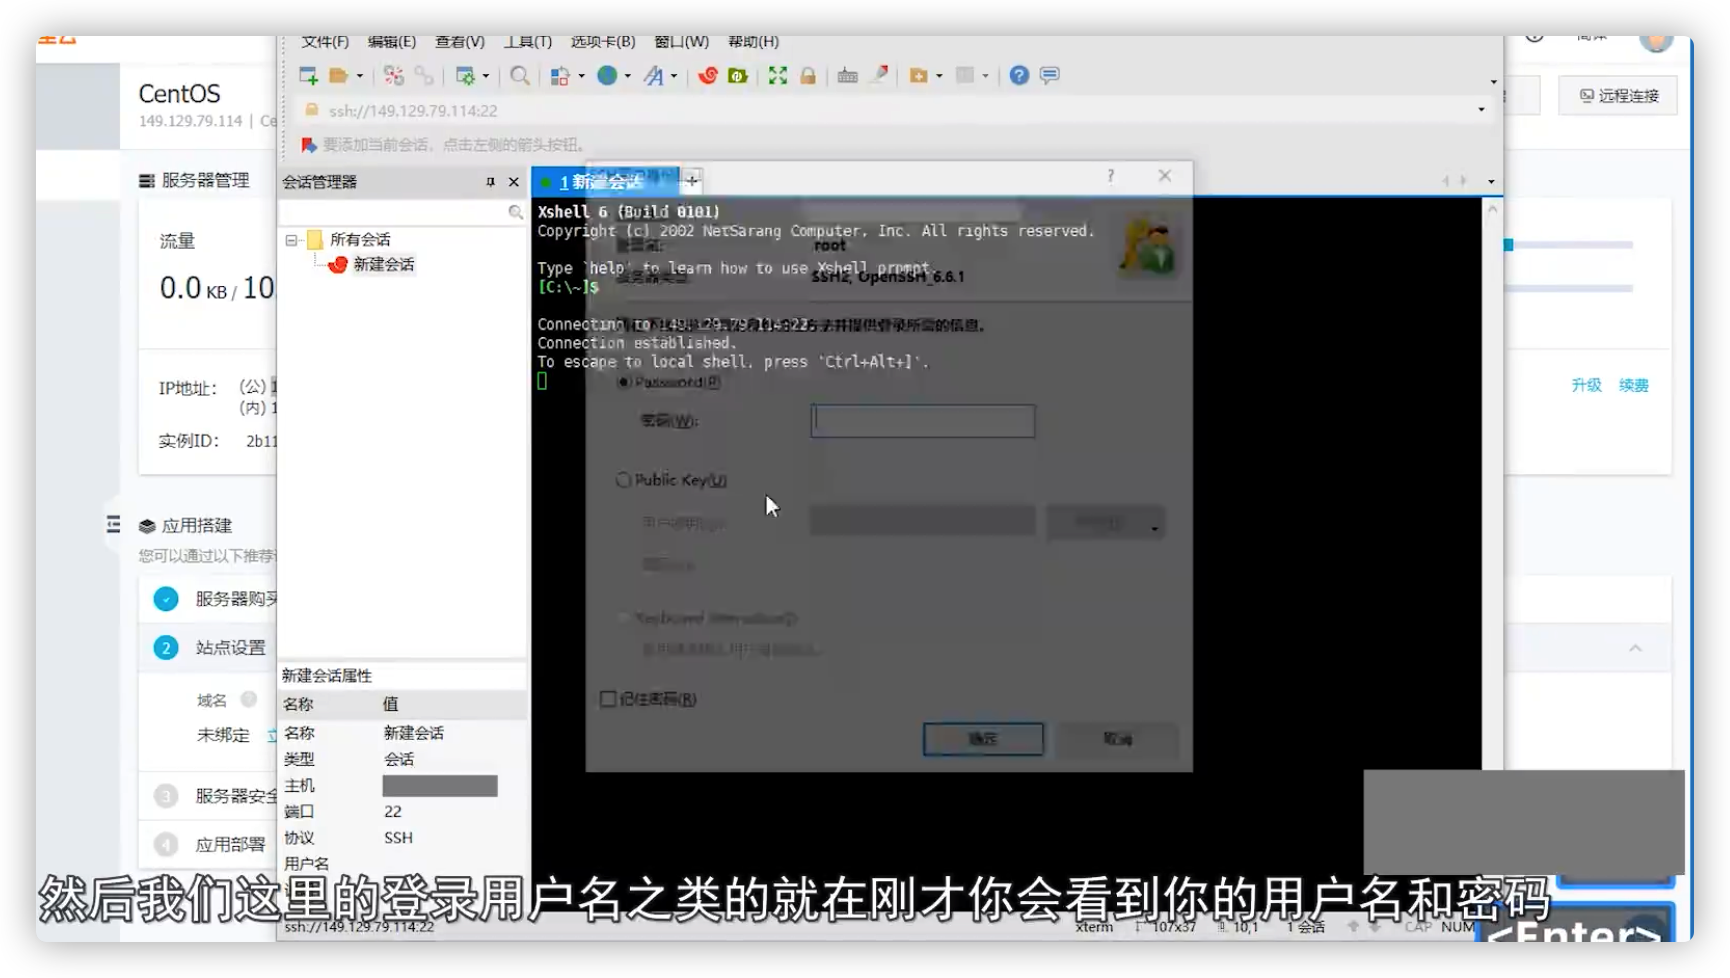 文件(F) 编辑(E) 查看(V) 工具(T) 选项卡(B) 窗口(W) 帮助(H)
CentOS
149.129.79.114 |
ssh://149.129.79.114:22
远程连接
要添加当前会话，点击左侧的箭头按钮。
服务器管理
会话管理器
1 新建会话
?
流量
0.0 KB / 10
所有会话
新建会话
Xshell 6 (Build 0101)
Copyright (c) 2002 NetSarang Computer, Inc. All rights reserved.
root
Type `help' to learn how to use Xshell prompt.
SSH2, OpenSSH_6.6.1
[C:\~]$
Connecting to 149.129.79.114:22
Connection established.
To escape to local shell, press 'Ctrl+Alt+]'.
Password(P)
密码(W):
Public Key(U)
IP地址: (公)
(内)
实例ID: 2b11
升级 续费
应用搭建
您可以通过以下推荐
服务器购买
2 站点设置
域名
未绑定
3 服务器安全
4 应用部署
记住密码(R)
确定 取消
新建会话属性
名称 值
名称 新建会话
类型 会话
主机
端口 22
协议 SSH
用户名
然后我们这里的登录用户名之类的就在刚才你会看到你的用户名和密码
ssh://149.129.79.114:22 xterm 107x37 10,1 1 会话 CAP NUM
<Enter>